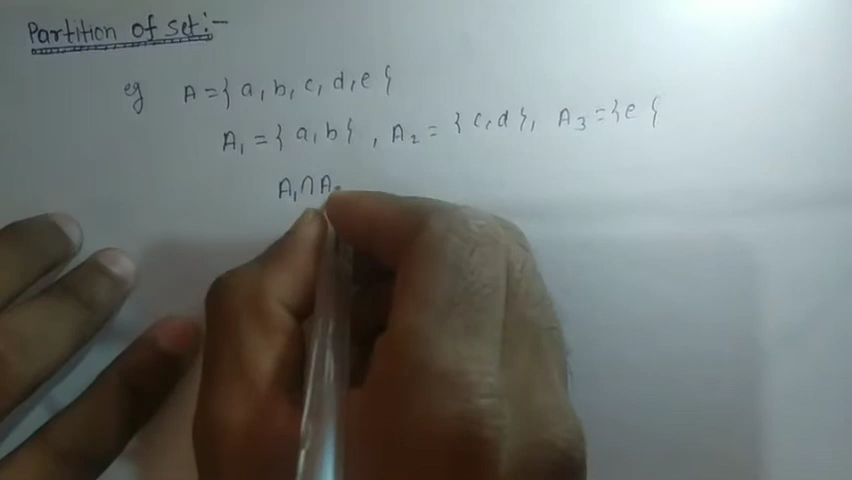 Partition of set:-
eg A = { a, b, c, d, e }
A₁ = { a, b }, A₂ = { c, d }, A₃ = { e }
A₁∩A